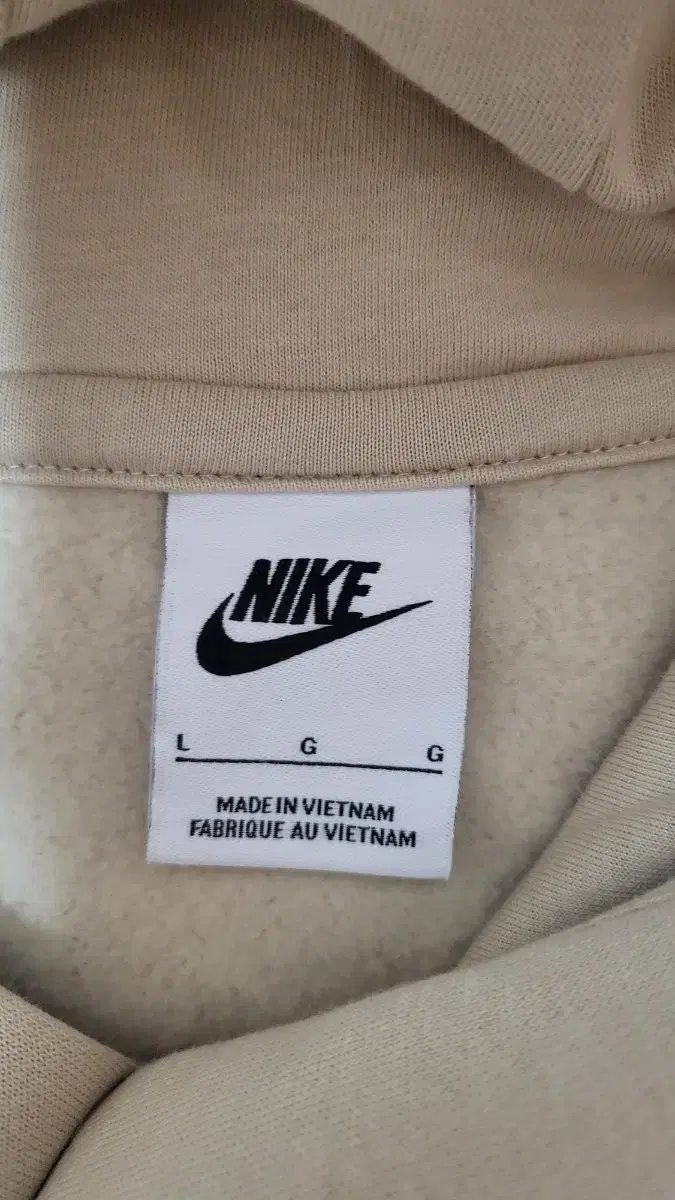 NIKE
L G G
MADE IN VIETNAM
FABRIQUE AU VIETNAM